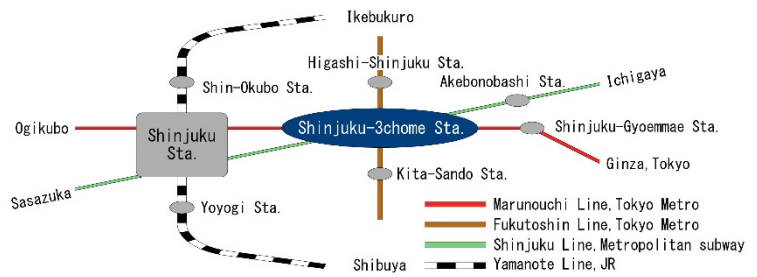 Ikebukuro
Higashi-Shinjuku Sta.
Akebonobashi Sta.
Ichigaya
Shin-Okubo Sta.
Ogikubo
Shinjuku
Sta.
Shinjuku-3chome Sta.
Shinjuku-Gyoemmae Sta.
Ginza,Tokyo
Kita-Sando Sta.
Sasazuka
Yoyogi Sta.
Marunouchi Line,Tokyo Metro
Fukutoshin Line,Tokyo Metro
Shinjuku Line,Metropolitan subway
Yamanote Line,JR
Shibuya